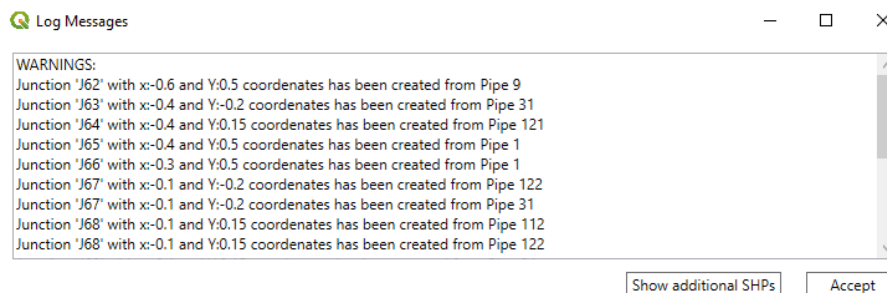 Log Messages
WARNINGS:
Junction 'J62' with x:-0.6 and Y:0.5 coordenates has been created from Pipe 9
Junction 'J63' with x:-0.4 and Y:-0.2 coordenates has been created from Pipe 31
Junction 'J64' with x:-0.4 and Y:0.15 coordenates has been created from Pipe 121
Junction 'J65' with x:-0.4 and Y:0.5 coordenates has been created from Pipe 1
Junction 'J66' with x:-0.3 and Y:0.5 coordenates has been created from Pipe 1
Junction 'J67' with x:-0.1 and Y:-0.2 coordenates has been created from Pipe 122
Junction 'J67' with x:-0.1 and Y:-0.2 coordenates has been created from Pipe 31
Junction 'J68' with x:-0.1 and Y:0.15 coordenates has been created from Pipe 112
Junction 'J68' with x:-0.1 and Y:0.15 coordenates has been created from Pipe 122
Show additional SHPs Accept